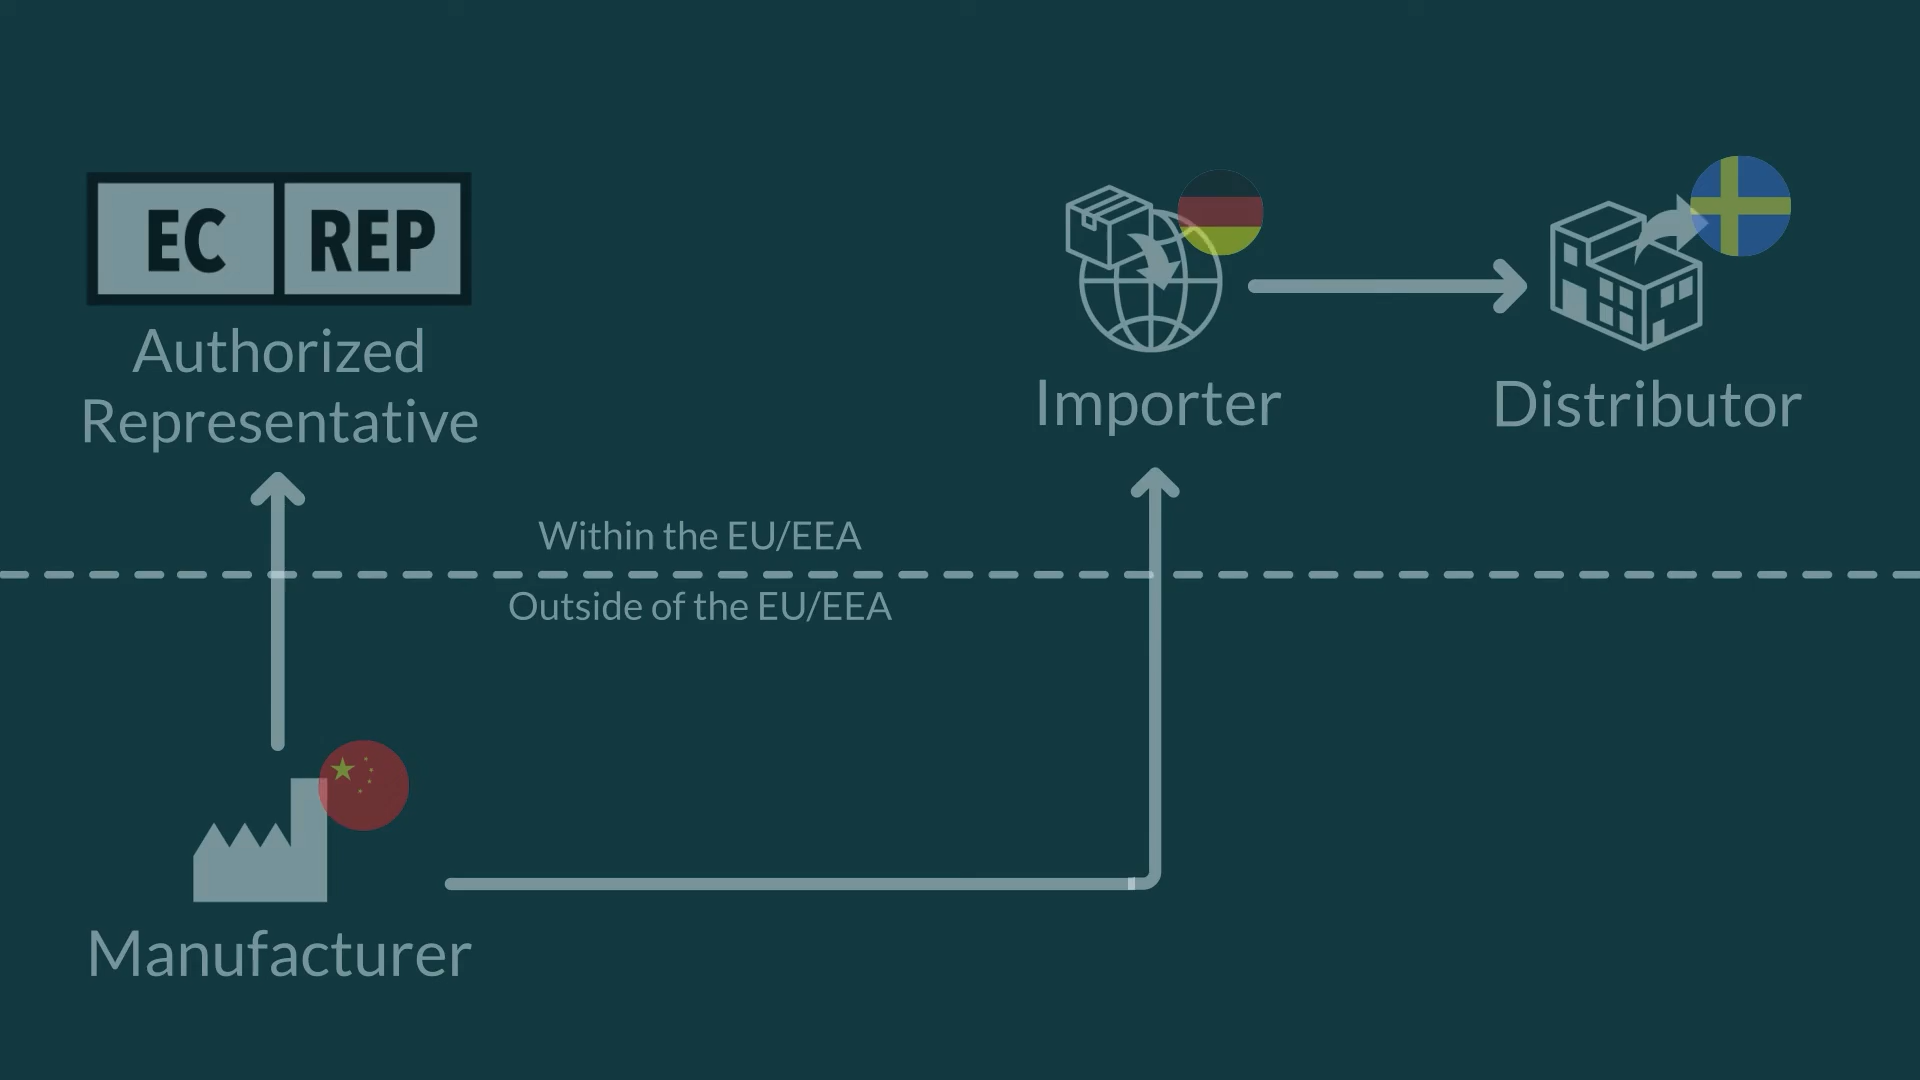 EC REP
Authorized
Representative
Importer
Distributor
Within the EU/EEA
Outside of the EU/EEA
Manufacturer